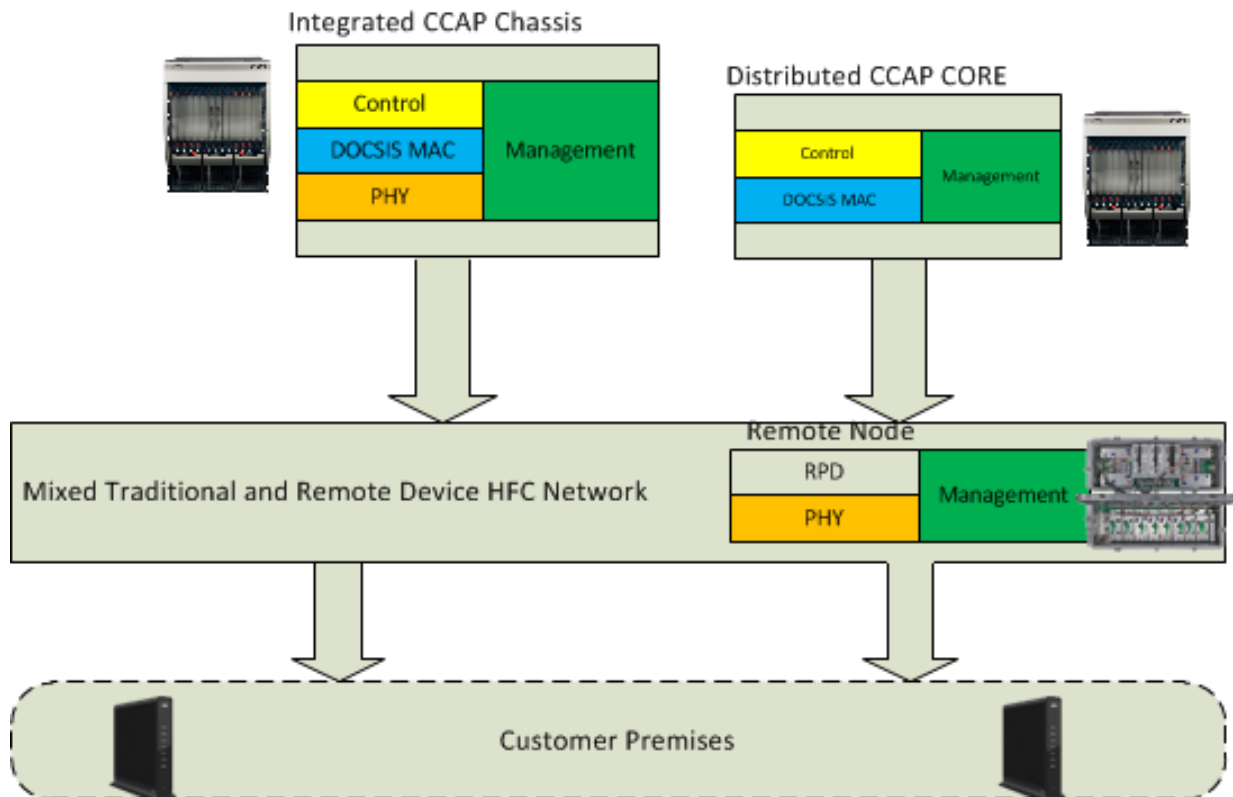 Integrated CCAP Chassis
Control
DOCSIS MAC
PHY
Management
Distributed CCAP CORE
Control
DOCSIS MAC
Management
Mixed Traditional and Remote Device HFC Network
Remote Node
RPD
PHY
Management
Customer Premises